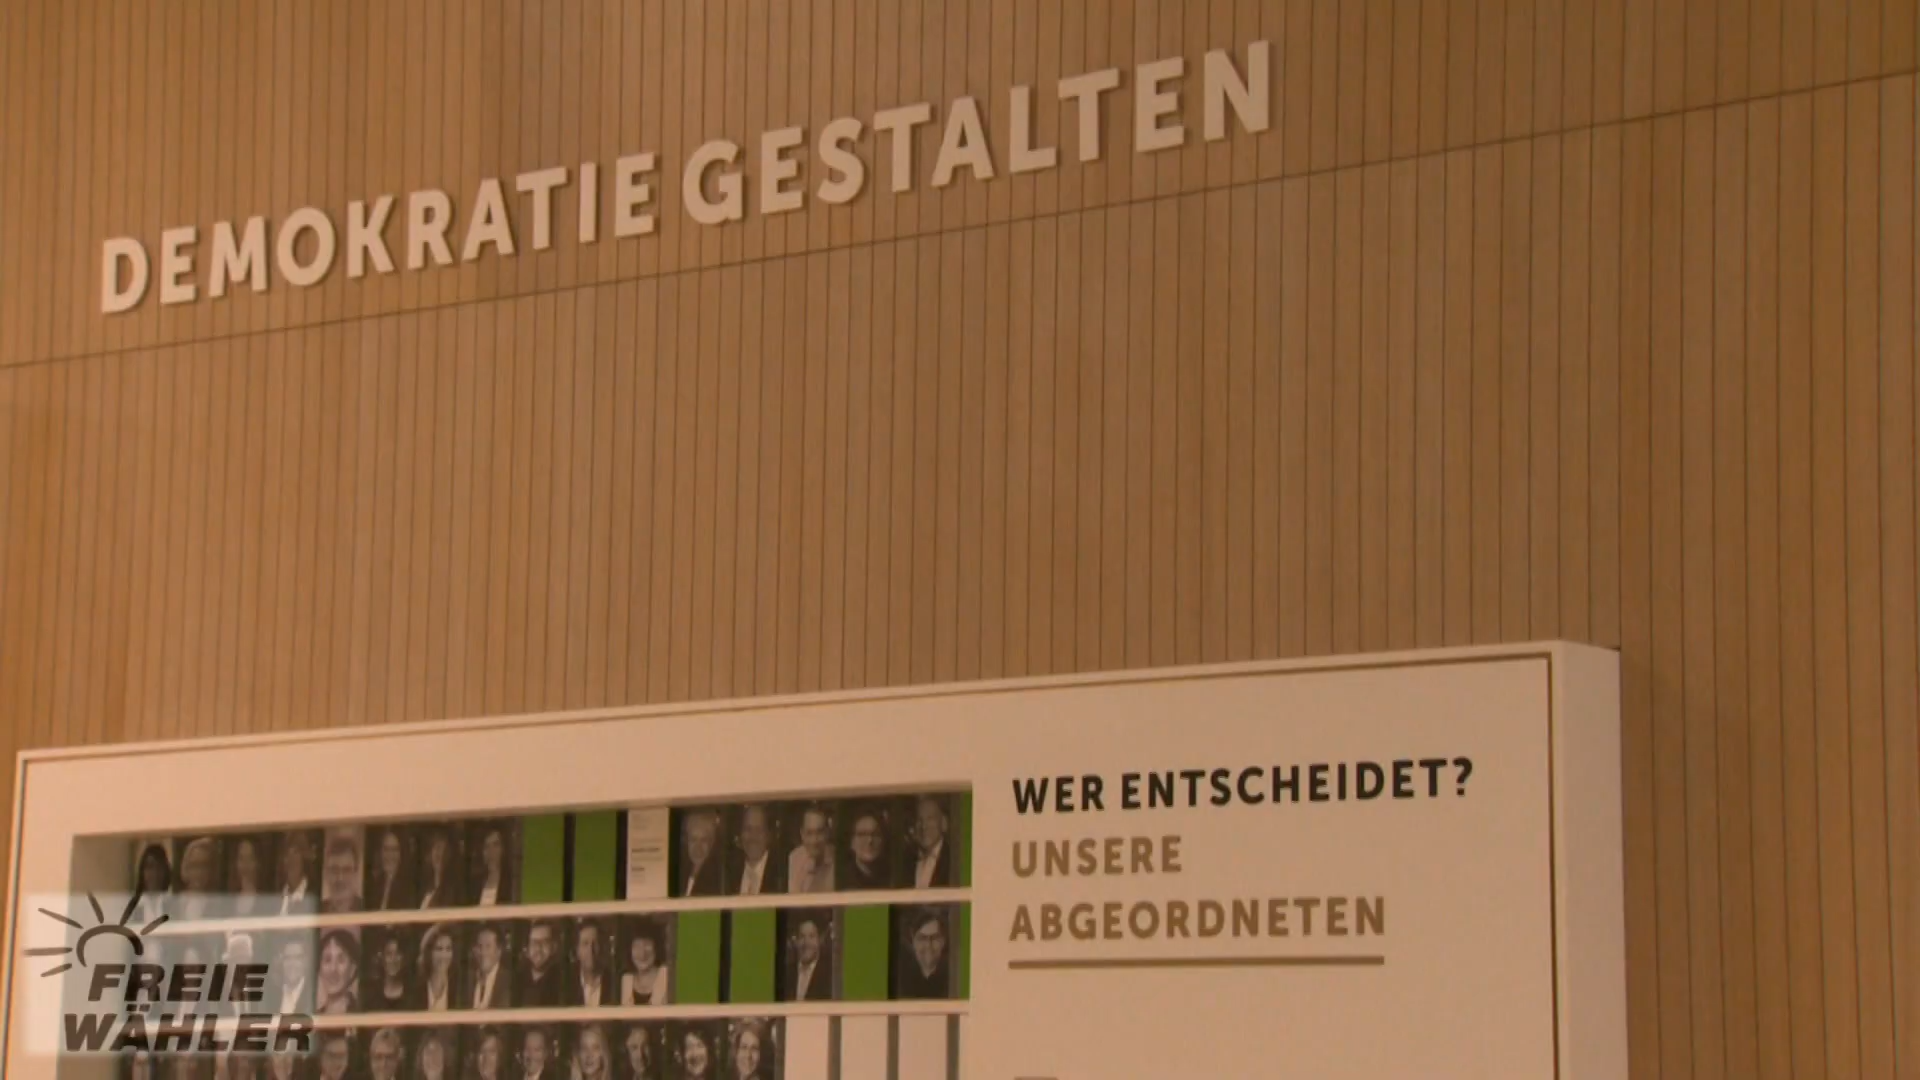 DEMOKRATIE GESTALTEN
WER ENTSCHEIDET?
UNSERE
ABGEORDNETEN
FREIE
WÄHLER